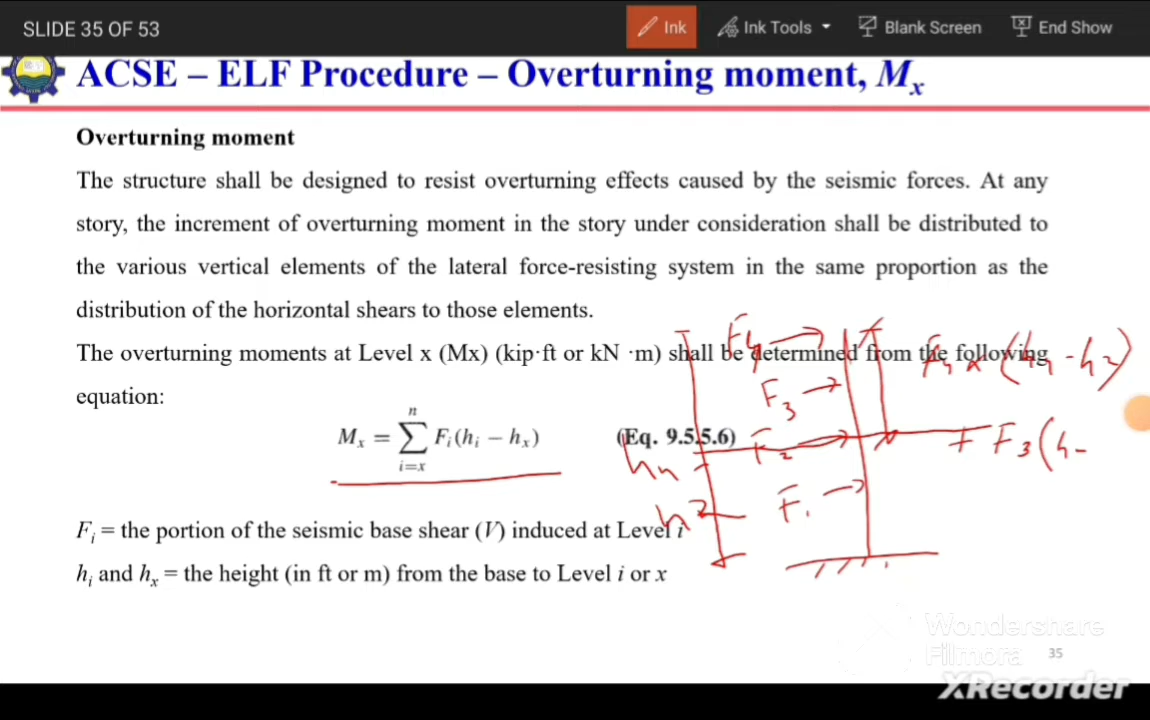 SLIDE 35 OF 53
Ink
Ink Tools
Blank Screen
End Show
ACSE – ELF Procedure – Overturning moment, Mₓ
Overturning moment
The structure shall be designed to resist overturning effects caused by the seismic forces. At any
story, the increment of overturning moment in the story under consideration shall be distributed to
the various vertical elements of the lateral force-resisting system in the same proportion as the
distribution of the horizontal shears to those elements.
The overturning moments at Level x (Mx) (kip·ft or kN ·m) shall be determined from the following
equation:
Mₓ = ∑ⁿᵢ₌ₓ Fᵢ(hᵢ − hₓ)
(Eq. 9.5.5.6)
F₄
F₃
F₂
F₁
h₂
+ F₃(h-
Fᵢ = the portion of the seismic base shear (V) induced at Level i
hᵢ and hₓ = the height (in ft or m) from the base to Level i or x
Wondershare
Filmora
35
XRecorder